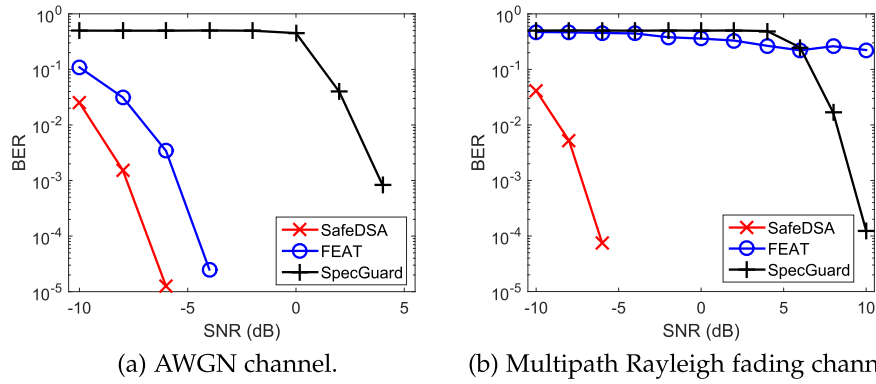 10^0
10^-1
10^-2
10^-3
10^-4
10^-5
BER
-10
-5
0
5
SNR (dB)
SafeDSA
FEAT
SpecGuard
(a) AWGN channel.
10^0
10^-1
10^-2
10^-3
10^-4
10^-5
BER
-10
-5
0
5
10
SNR (dB)
SafeDSA
FEAT
SpecGuard
(b) Multipath Rayleigh fading chann